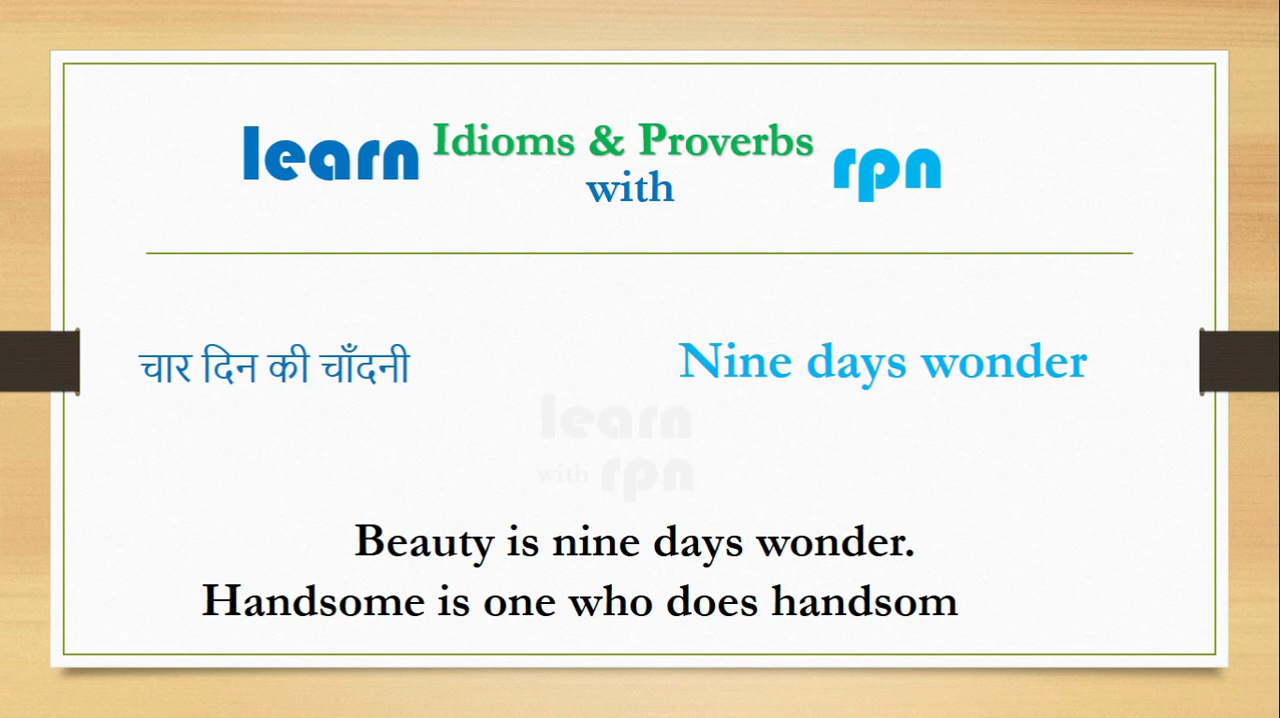 learn Idioms & Proverbs rpn
with
चार दिन की चाँदनी
Nine days wonder
learn
with rpn
Beauty is nine days wonder.
Handsome is one who does handsom